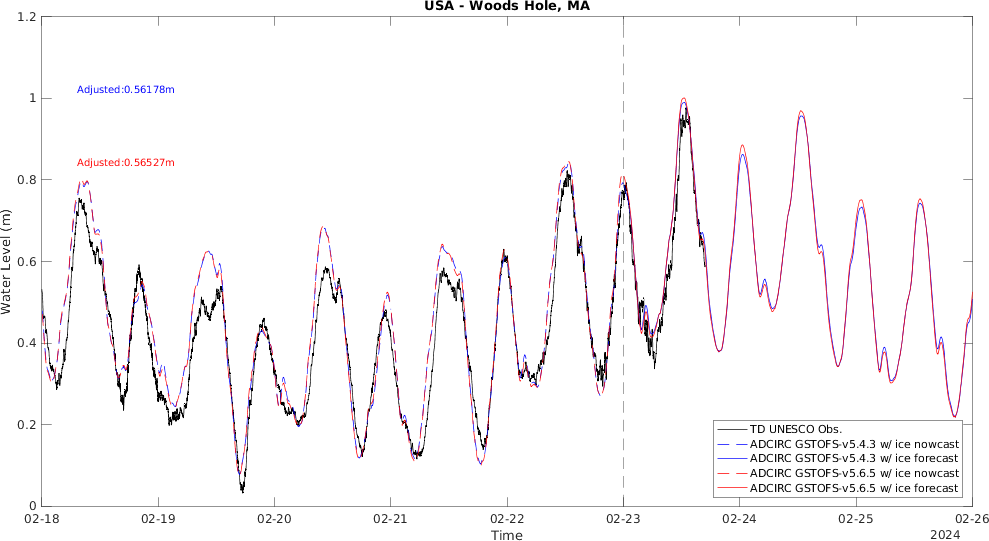 USA - Woods Hole, MA
1.2
1
0.8
0.6
0.4
0.2
0
Water Level (m)
Adjusted:0.56178m
Adjusted:0.56527m
TD UNESCO Obs.
ADCIRC GSTOFS-v5.4.3 w/ ice nowcast
ADCIRC GSTOFS-v5.4.3 w/ ice forecast
ADCIRC GSTOFS-v5.6.5 w/ ice nowcast
ADCIRC GSTOFS-v5.6.5 w/ ice forecast
02-18 02-19 02-20 02-21 02-22 02-23 02-24 02-25 02-26
Time
2024